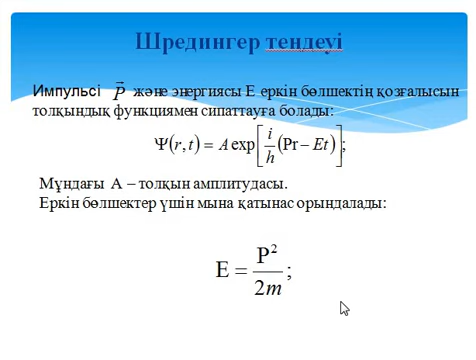 Шредингер теңдеуі
Импульсі P⃗ және энергиясы E еркін бөлшектің қозғалысын
толқындық функциямен сипаттауға болады:
Ψ(r,t) = A exp[i/h (Pr − Et)];
Мұндағы А – толқын амплитудасы.
Еркін бөлшектер үшін мына қатынас орындалады:
E = P²/2m ;